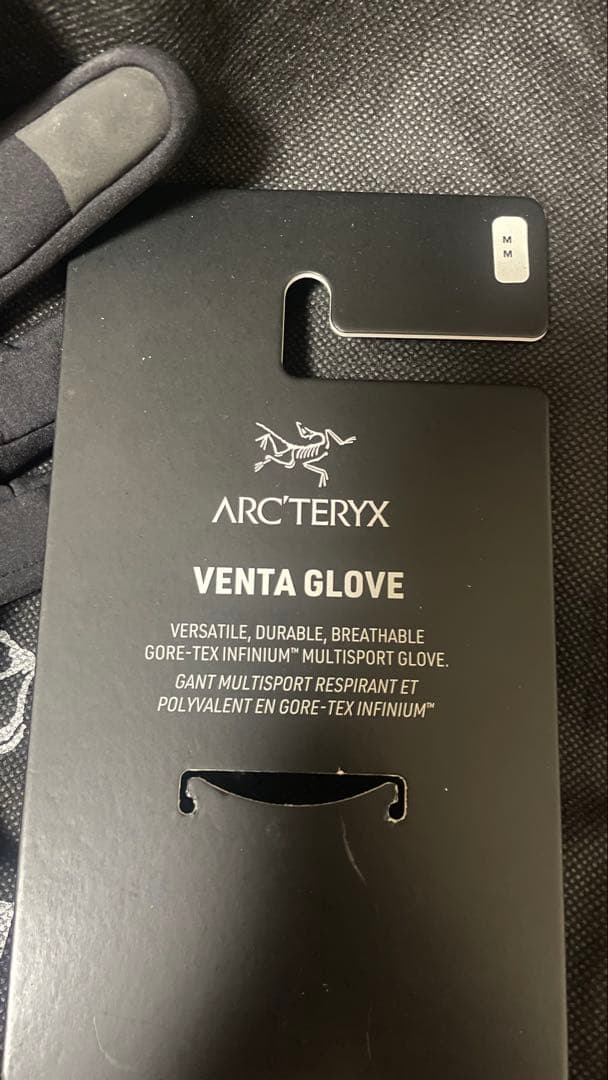 M
M
ARC'TERYX
VENTA GLOVE
VERSATILE, DURABLE, BREATHABLE
GORE-TEX INFINIUM™ MULTISPORT GLOVE.
GANT MULTISPORT RESPIRANT ET
POLYVALENT EN GORE-TEX INFINIUM™